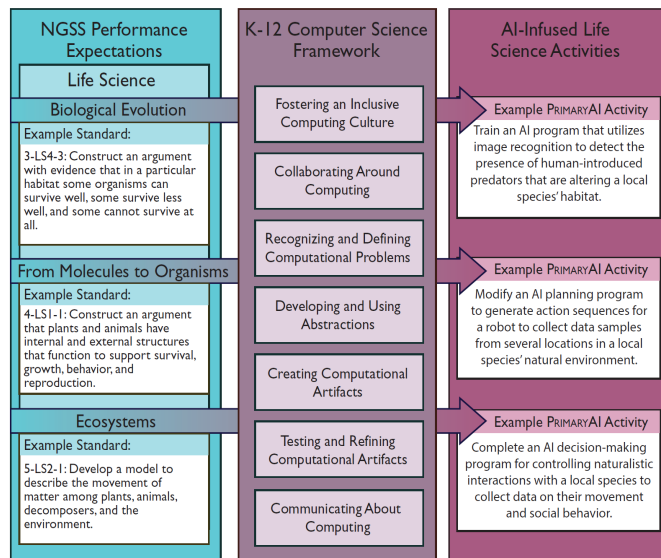 NGSS Performance
Expectations
Life Science
Biological Evolution
Example Standard:
3-LS4-3: Construct an argument
with evidence that in a particular
habitat some organisms can
survive well, some survive less
well, and some cannot survive at
all.
From Molecules to Organisms
Example Standard:
4-LS1-1: Construct an argument
that plants and animals have
internal and external structures
that function to support survival,
growth, behavior, and
reproduction.
Ecosystems
Example Standard:
5-LS2-1: Develop a model to
describe the movement of
matter among plants, animals,
decomposers, and the
environment.
K-12 Computer Science
Framework
Fostering an Inclusive
Computing Culture
Collaborating Around
Computing
Recognizing and Defining
Computational Problems
Developing and Using
Abstractions
Creating Computational
Artifacts
Testing and Refining
Computational Artifacts
Communicating About
Computing
AI-Infused Life
Science Activities
Example PRIMARYAI Activity
Train an AI program that utilizes
image recognition to detect the
presence of human-introduced
predators that are altering a local
species' habitat.
Example PRIMARYAI Activity
Modify an AI planning program
to generate action sequences for
a robot to collect data samples
from several locations in a local
species' natural environment.
Example PRIMARYAI Activity
Complete an AI decision-making
program for controlling naturalistic
interactions with a local species to
collect data on their movement
and social behavior.